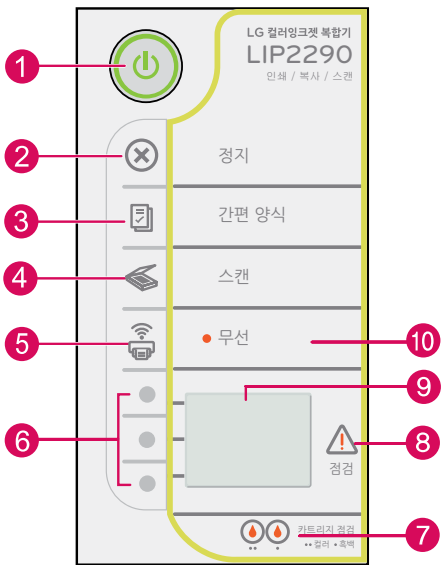 LG 컬러잉크젯 복합기
LIP2290
인쇄 / 복사 / 스캔
1
2
정지
3
간편 양식
4
스캔
5
무선
10
6
9
8
점검
카트리지 점검
••컬러 •흑백
7